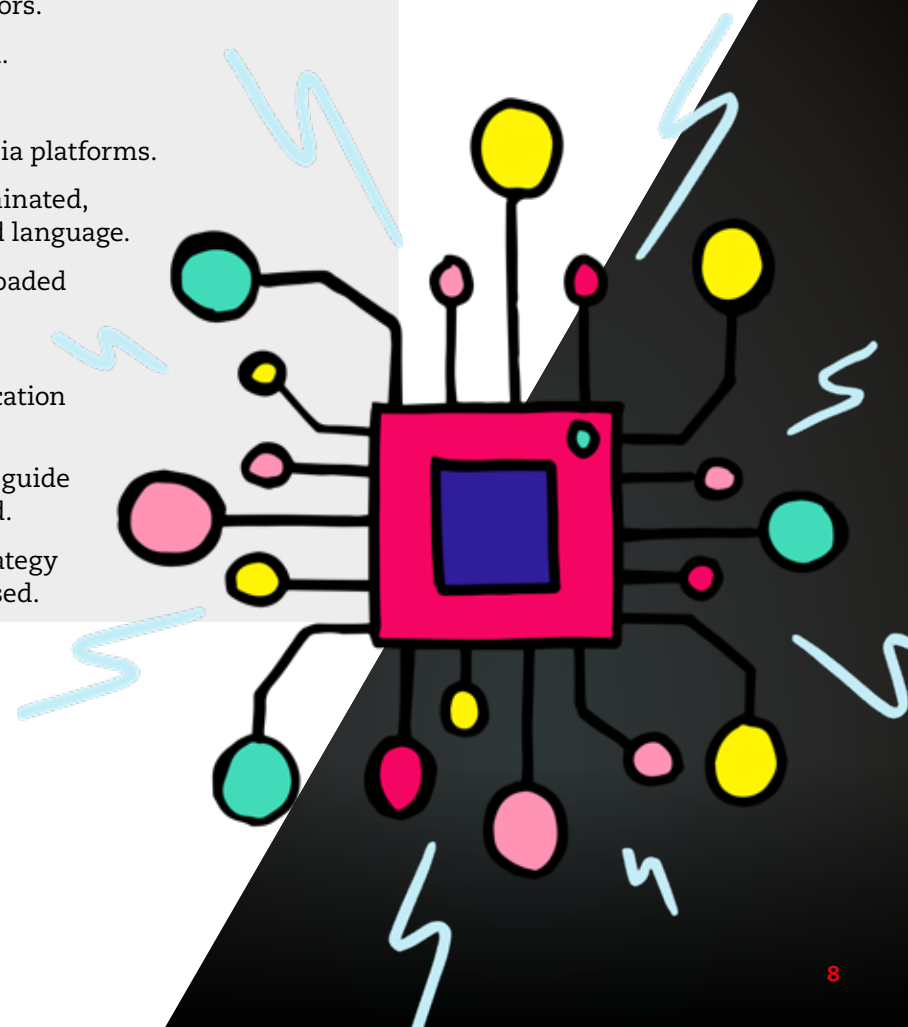 ors.
.
ia platforms.
inated,
l language.
oaded
cation
guide
d.
ategy
sed.
8